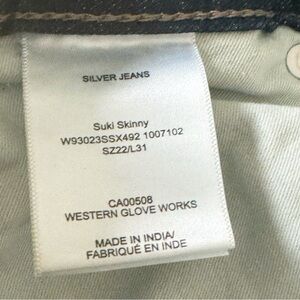 SILVER JEANS
Suki Skinny
W93023SSX492 1007102
SZ22/L31
CA00508
WESTERN GLOVE WORKS
MADE IN INDIA/
FABRIQUÉ EN INDE